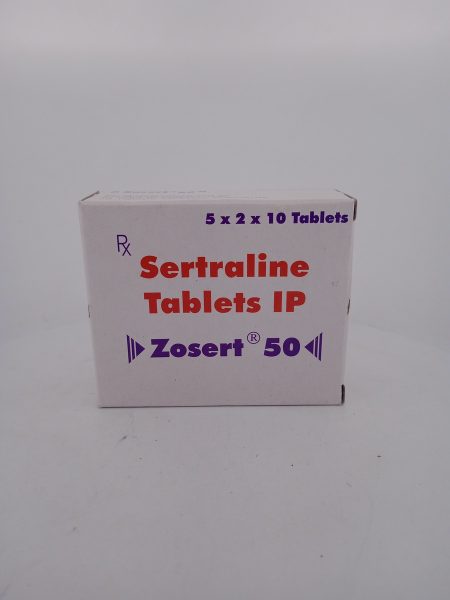 5 x 2 x 10 Tablets
Rx
Sertraline
Tablets IP
Zosert® 50